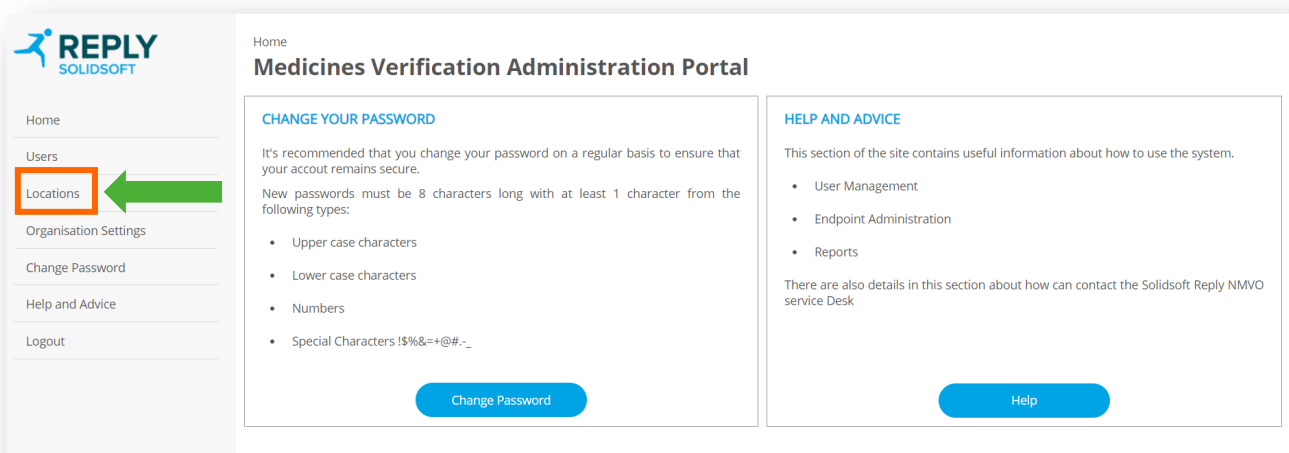 REPLY
SOLIDSOFT
Home
Users
Locations
Organisation Settings
Change Password
Help and Advice
Logout
Home
Medicines Verification Administration Portal
CHANGE YOUR PASSWORD
It's recommended that you change your password on a regular basis to ensure that
your accout remains secure.
New passwords must be 8 characters long with at least 1 character from the
following types:
• Upper case characters
• Lower case characters
• Numbers
• Special Characters !$%&=+@#.-_
Change Password
HELP AND ADVICE
This section of the site contains useful information about how to use the system.
• User Management
• Endpoint Administration
• Reports
There are also details in this section about how can contact the Solidsoft Reply NMVO
service Desk
Help